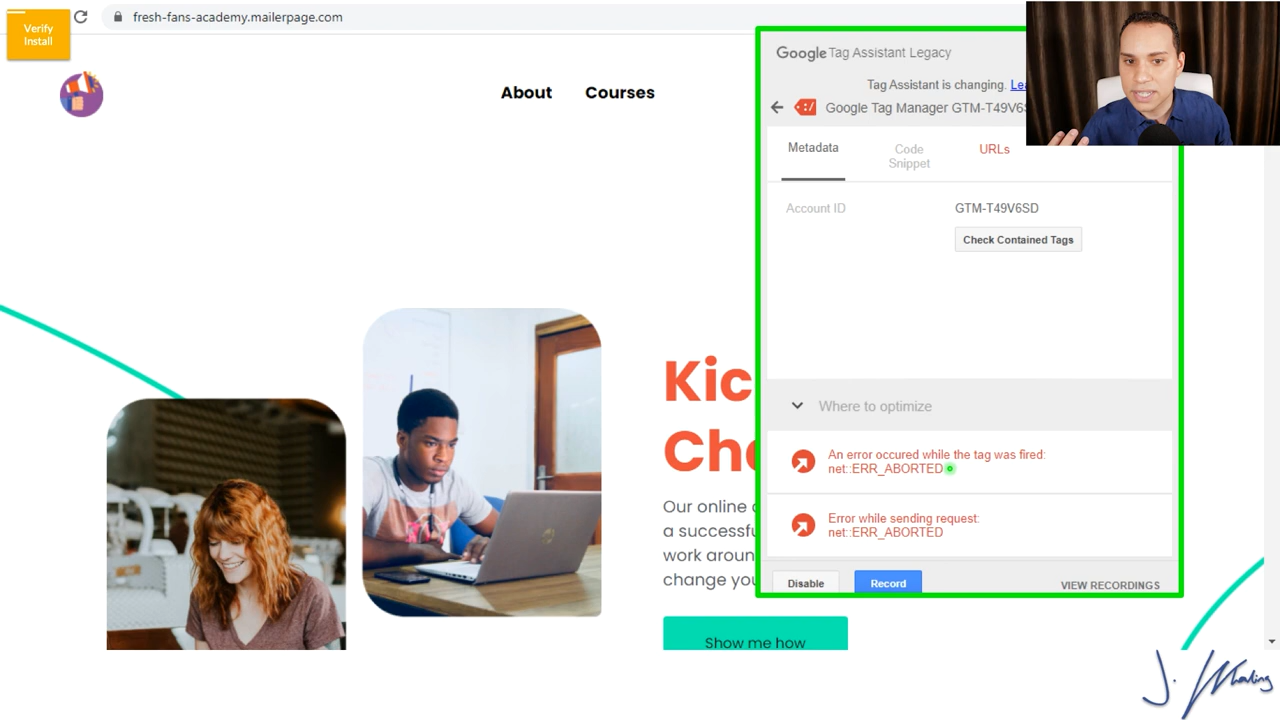 Verify
Install
fresh-fans-academy.mailerpage.com
About
Courses
Google Tag Assistant Legacy
Tag Assistant is changing.
Google Tag Manager GTM-T49V6S
Metadata
Code
Snippet
URLs
Account ID
GTM-T49V6SD
Check Contained Tags
Where to optimize
An error occured while the tag was fired:
net::ERR_ABORTED
Error while sending request:
net::ERR_ABORTED
Disable
Record
VIEW RECORDINGS
Kic
Our online
a successfu
work aroun
change you
Show me how